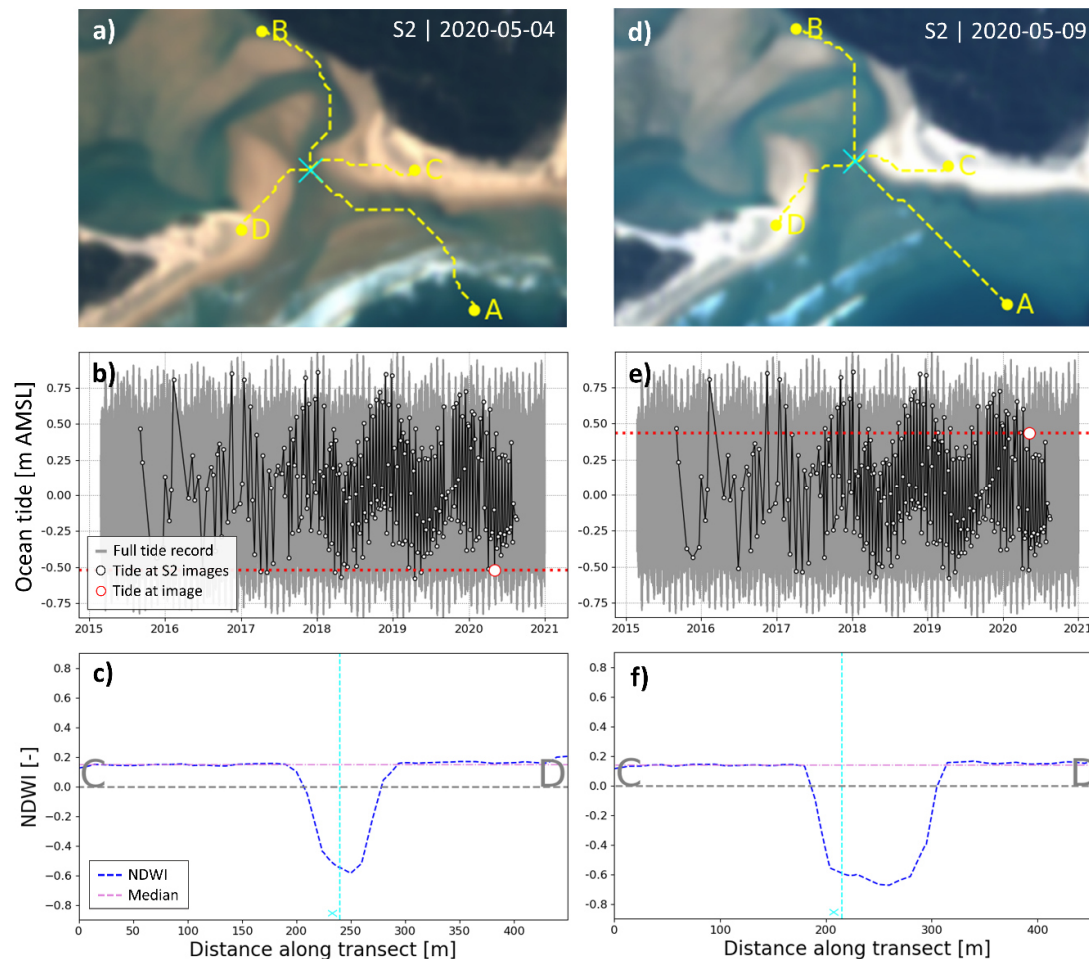 a)
S2 | 2020-05-04
B
C
D
A
d)
S2 | 2020-05-09
B
C
D
A
b)
Ocean tide [m AMSL]
0.75
0.50
0.25
0.00
-0.25
-0.50
-0.75
Full tide record
Tide at S2 images
Tide at image
2015 2016 2017 2018 2019 2020 2021
e)
0.75
0.50
0.25
0.00
-0.25
-0.50
-0.75
2015 2016 2017 2018 2019 2020 2021
c)
NDWI [-]
0.8
0.6
0.4
0.2
0.0
-0.2
-0.4
-0.6
-0.8
C
D
NDWI
Median
0 50 100 150 200 250 300 350 400
Distance along transect [m]
f)
0.8
0.6
0.4
0.2
0.0
-0.2
-0.4
-0.6
-0.8
C
D
0 100 200 300 400
Distance along transect [m]